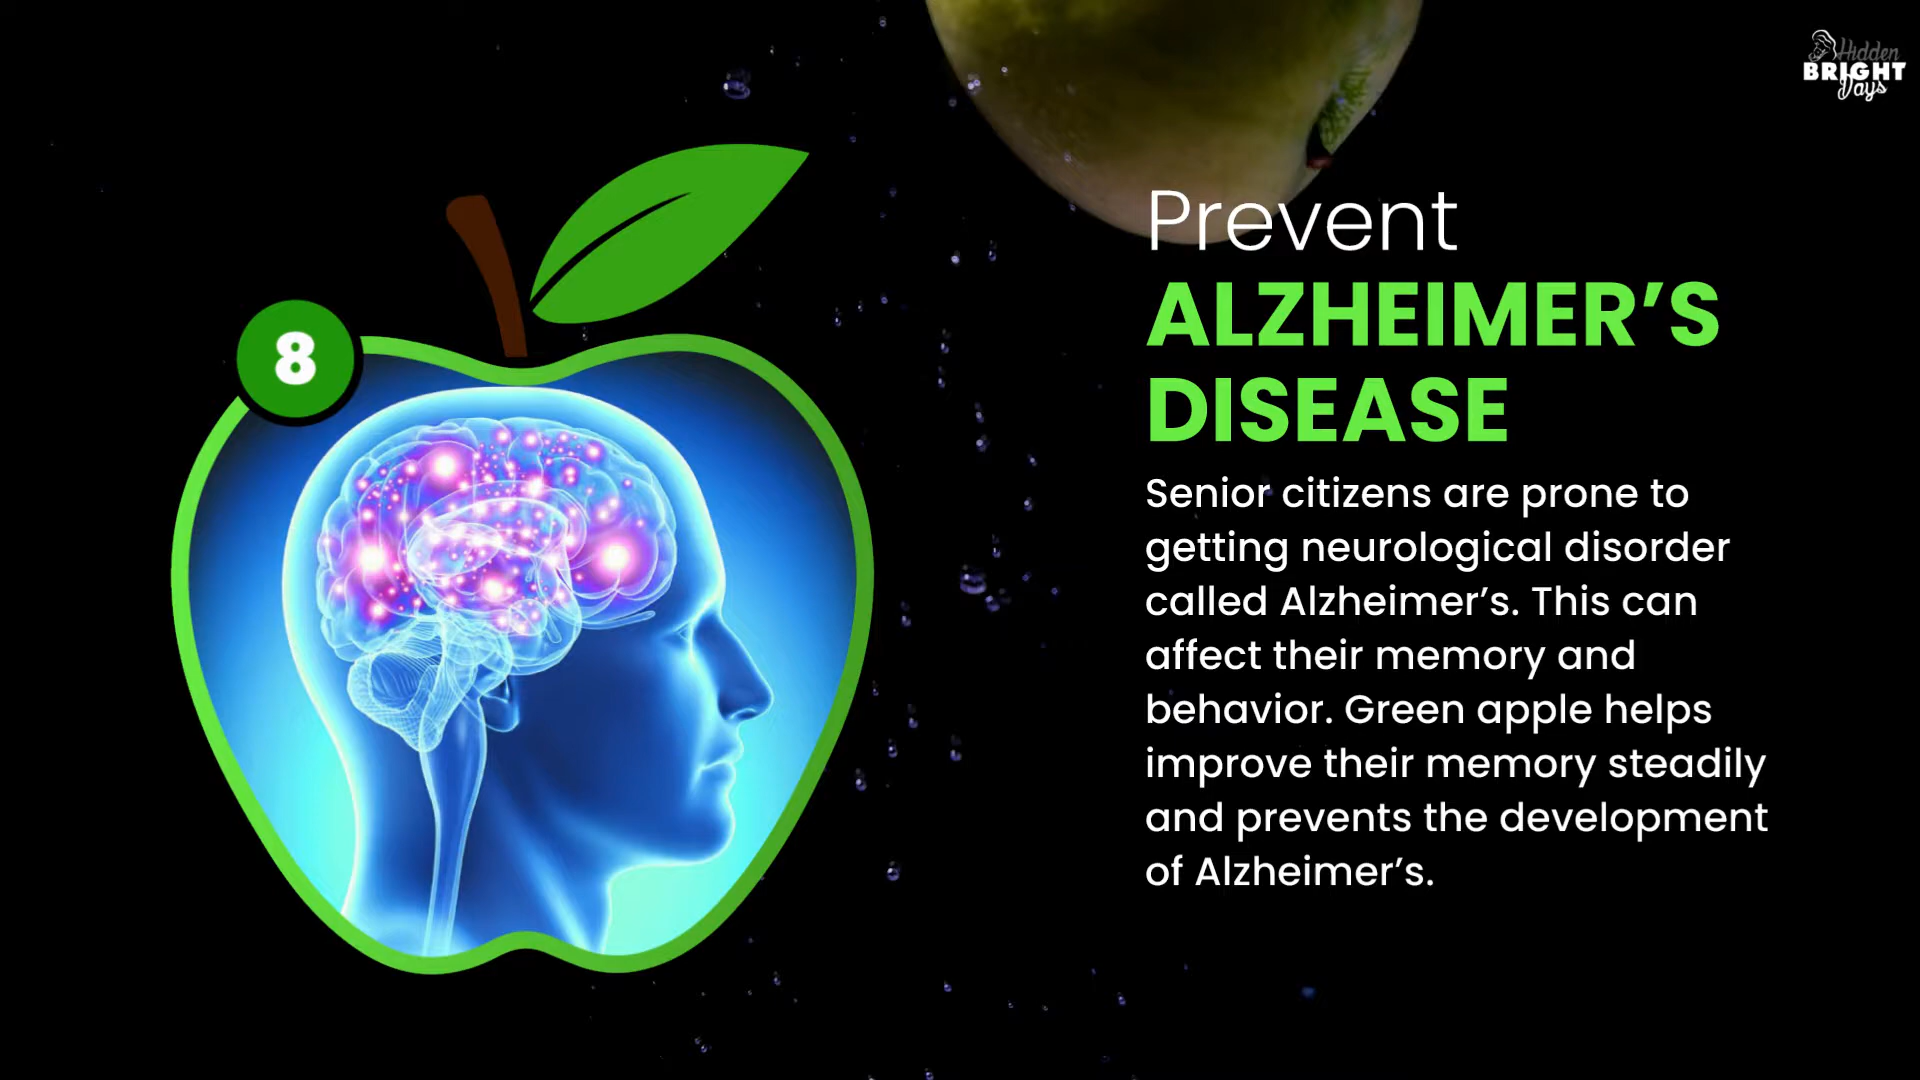 Hidden
BRIGHT
Days
8
Prevent
ALZHEIMER’S
DISEASE
Senior citizens are prone to
getting neurological disorder
called Alzheimer’s. This can
affect their memory and
behavior. Green apple helps
improve their memory steadily
and prevents the development
of Alzheimer’s.